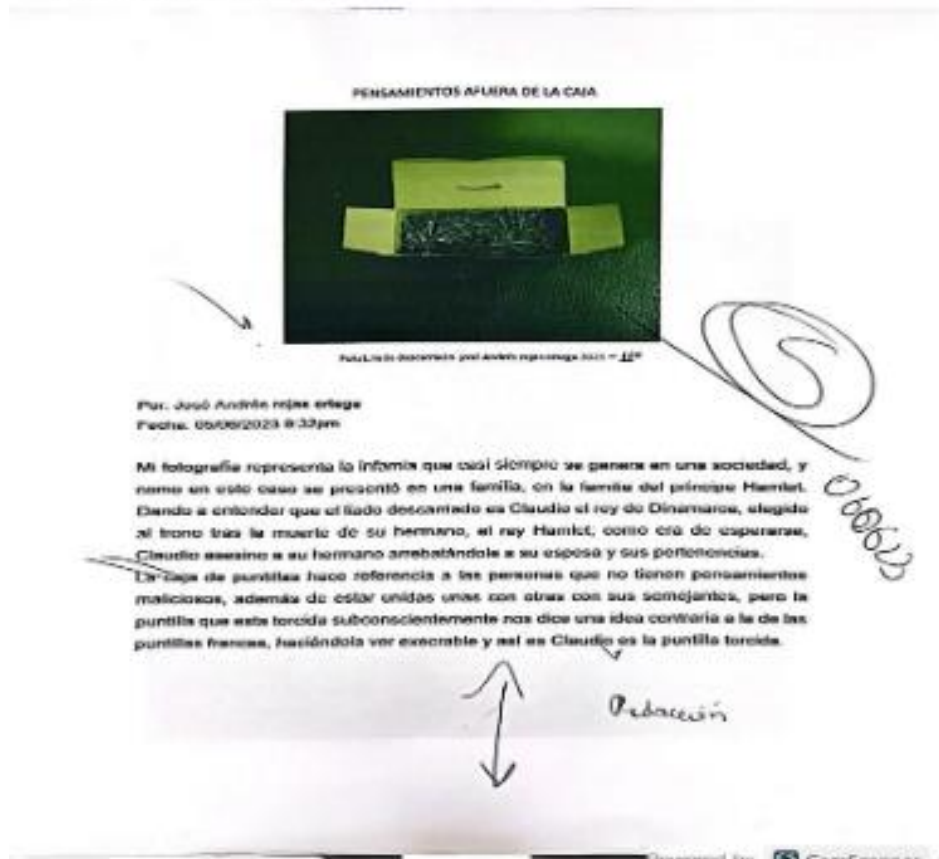 PENSAMIENTOS AFUERA DE LA CAJA
Por. José Andrés rojas ortega
Fecha. 05/06/2023 8:32pm
Mi fotografía representa la infamia que casi siempre se genera en una sociedad, y
como en este caso se presentó en una familia, en la familia del príncipe Hamlet.
Dando a entender que el liado descarriado es Claudio el rey de Dinamarca, elegido
al trono tras la muerte de su hermano, el rey Hamlet, como era de esperarse,
Claudio asesino a su hermano arrebatándole a su esposa y sus pertenencias.
La caja de puntillas hace referencia a las personas que no tienen pensamientos
maliciosos, además de estar unidas unas con otras con sus semejantes, pero la
puntilla que esta torcida subconscientemente nos dice una idea contraria a la de las
puntillas francas, haciéndola ver execrable y así es Claudio es la puntilla torcida.
Redacción